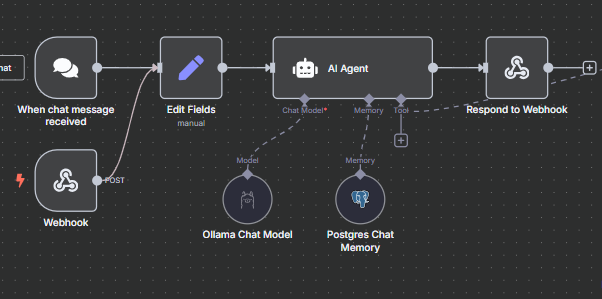 hat
When chat message
received
Edit Fields
manual
AI Agent
Chat Model*
Memory
Tool
Respond to Webhook
POST
Webhook
Model
Ollama Chat Model
Memory
Postgres Chat
Memory